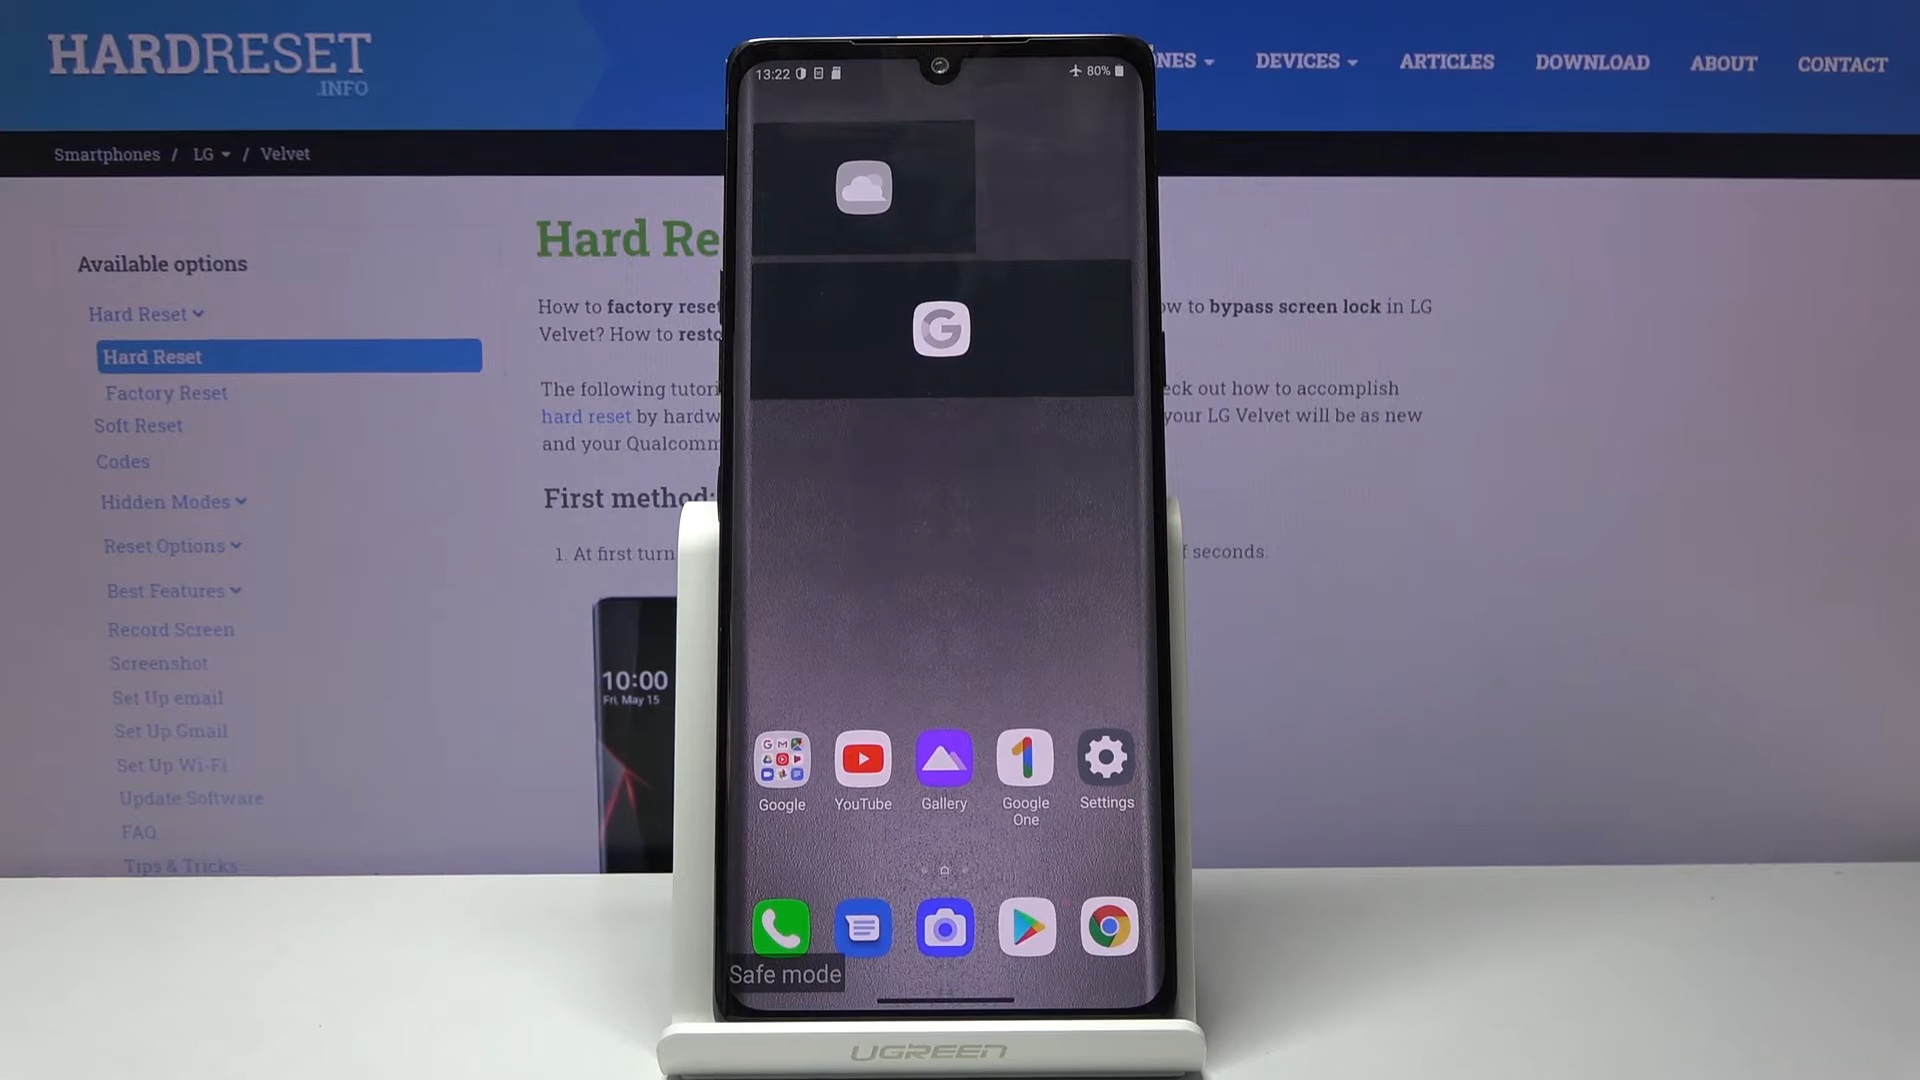 HARDRESET
.INFO
NES
DEVICES
ARTICLES
DOWNLOAD
ABOUT
CONTACT
Smartphones / LG / Velvet
Available options
Hard Reset
Hard Reset
Factory Reset
Soft Reset
Codes
Hidden Modes
Reset Options
Best Features
Record Screen
Screenshot
Set Up email
Set Up Gmail
Set Up Wi-Fi
Update Software
FAQ
Tips & Tricks
Hard Re
How to factory reset
w to bypass screen lock in LG
Velvet? How to resto
The following tutori
eck out how to accomplish
hard reset by hardw
your LG Velvet will be as new
and your Qualcomm
First method:
1. At first turn
f seconds.
10:00
Fri, May 15
13:22
80%
G
Google
YouTube
Gallery
Google
One
Settings
Safe mode
UGREEN